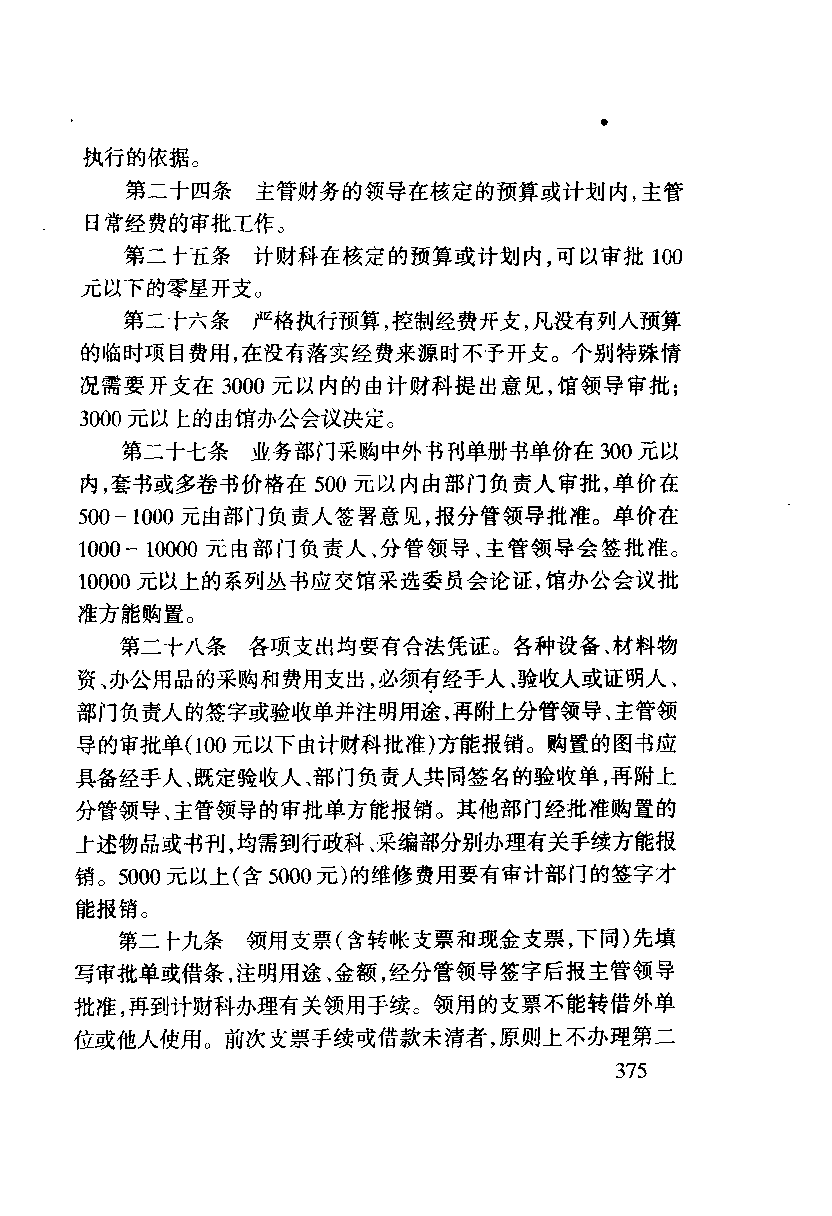 执行的依据。
第二十四条　主管财务的领导在核定的预算或计划内,主管
日常经费的审批工作。
第二十五条　计财科在核定的预算或计划内,可以审批 100
元以下的零星开支。
第二十六条　严格执行预算,控制经费开支,凡没有列入预算
的临时项目费用,在没有落实经费来源时不予开支。个别特殊情
况需要开支在 3000 元以内的由计财科提出意见,馆领导审批;
3000 元以上的由馆办公会议决定。
第二十七条　业务部门采购中外书刊单册书单价在 300 元以
内,套书或多卷书价格在 500 元以内由部门负责人审批,单价在
500－1000 元由部门负责人签署意见,报分管领导批准。单价在
1000－10000 元由部门负责人、分管领导、主管领导会签批准。
10000 元以上的系列丛书应交馆采选委员会论证,馆办公会议批
准方能购置。
第二十八条　各项支出均要有合法凭证。各种设备、材料物
资、办公用品的采购和费用支出,必须有经手人、验收人或证明人、
部门负责人的签字或验收单并注明用途,再附上分管领导、主管领
导的审批单(100 元以下由计财科批准)方能报销。购置的图书应
具备经手人、既定验收人、部门负责人共同签名的验收单,再附上
分管领导、主管领导的审批单方能报销。其他部门经批准购置的
上述物品或书刊,均需到行政科、采编部分别办理有关手续方能报
销。5000 元以上(含 5000 元)的维修费用要有审计部门的签字才
能报销。
第二十九条　领用支票(含转帐支票和现金支票,下同)先填
写审批单或借条,注明用途、金额,经分管领导签字后报主管领导
批准,再到计财科办理有关领用手续。领用的支票不能转借外单
位或他人使用。前次支票手续或借款未清者,原则上不办理第二
375